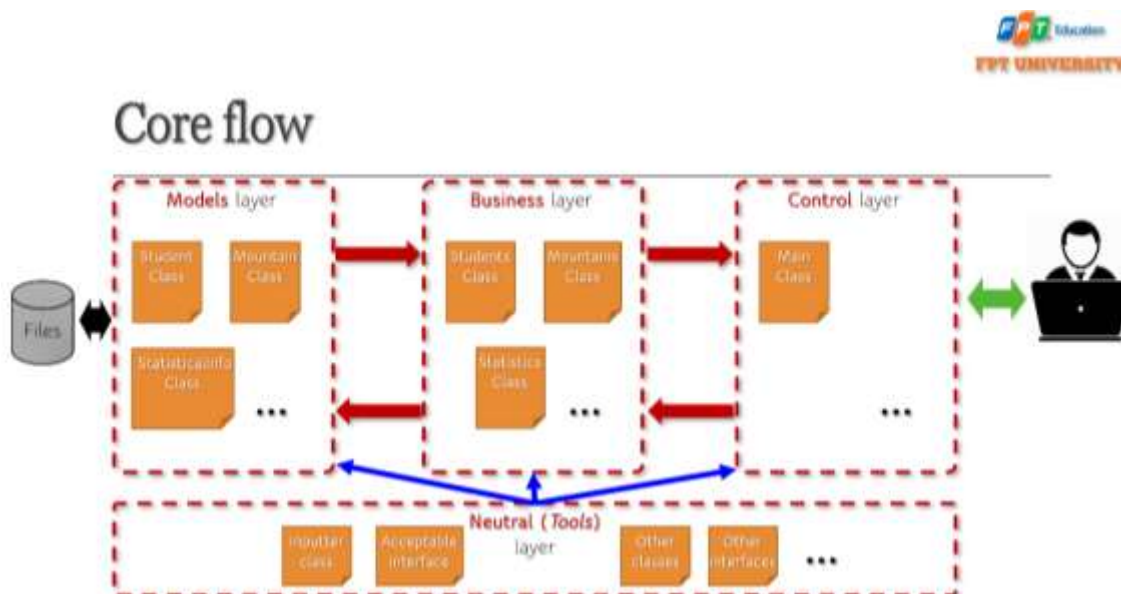 FPT Education
FPT UNIVERSITY
Core flow
Models layer
Student
Class
Mountain
Class
StatisticalInfo
Class
...
Business layer
Students
Class
Mountains
Class
Statistics
Class
...
Control layer
Main
Class
...
Files
Neutral (Tools)
layer
Inputter
class
Acceptable
interface
Other
classes
Other
interfaces
...